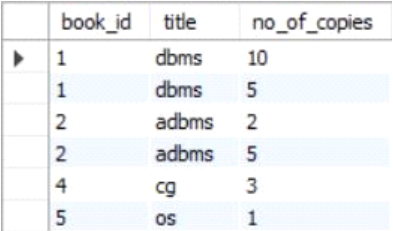 book_id title no_of_copies
1 dbms 10
1 dbms 5
2 adbms 2
2 adbms 5
4 cg 3
5 os 1